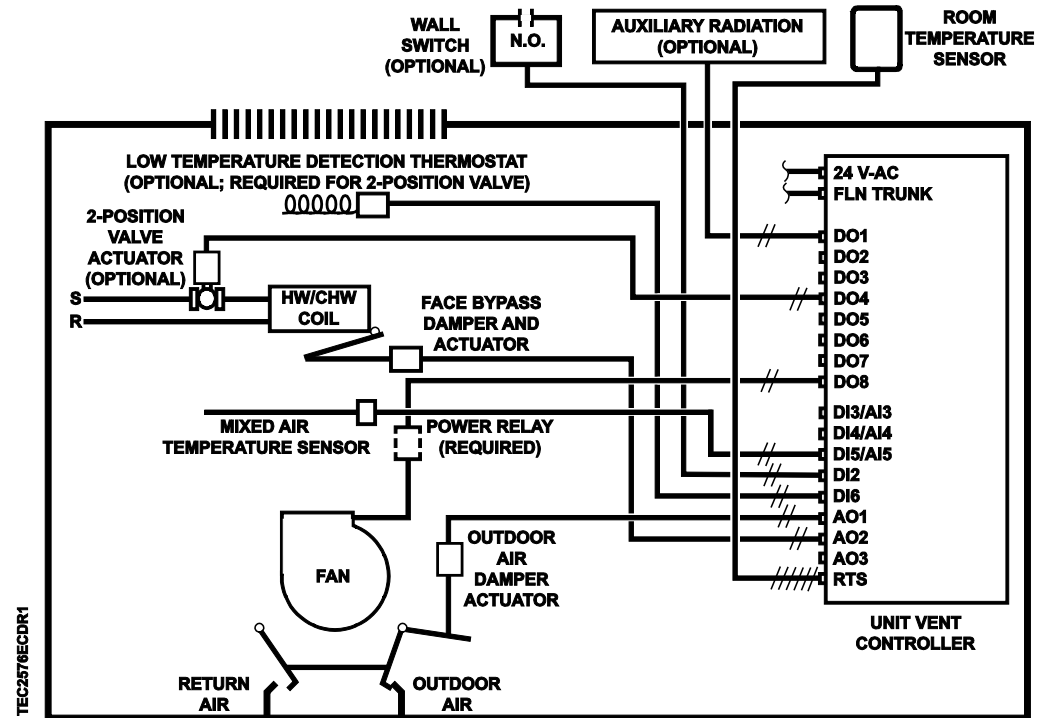 WALL
SWITCH
(OPTIONAL)
N.O.
AUXILIARY RADIATION
(OPTIONAL)
ROOM
TEMPERATURE
SENSOR
LOW TEMPERATURE DETECTION THERMOSTAT
(OPTIONAL; REQUIRED FOR 2-POSITION VALVE)
2-POSITION
VALVE
ACTUATOR
(OPTIONAL)
S
R
HW/CHW
COIL
FACE BYPASS
DAMPER AND
ACTUATOR
MIXED AIR
TEMPERATURE SENSOR
POWER RELAY
(REQUIRED)
FAN
OUTDOOR
AIR
DAMPER
ACTUATOR
RETURN
AIR
OUTDOOR
AIR
24 V-AC
FLN TRUNK
DO1
DO2
DO3
DO4
DO5
DO6
DO7
DO8
DI3/AI3
DI4/AI4
DI5/AI5
DI2
DI6
AO1
AO2
AO3
RTS
UNIT VENT
CONTROLLER
TEC2576ECDR1